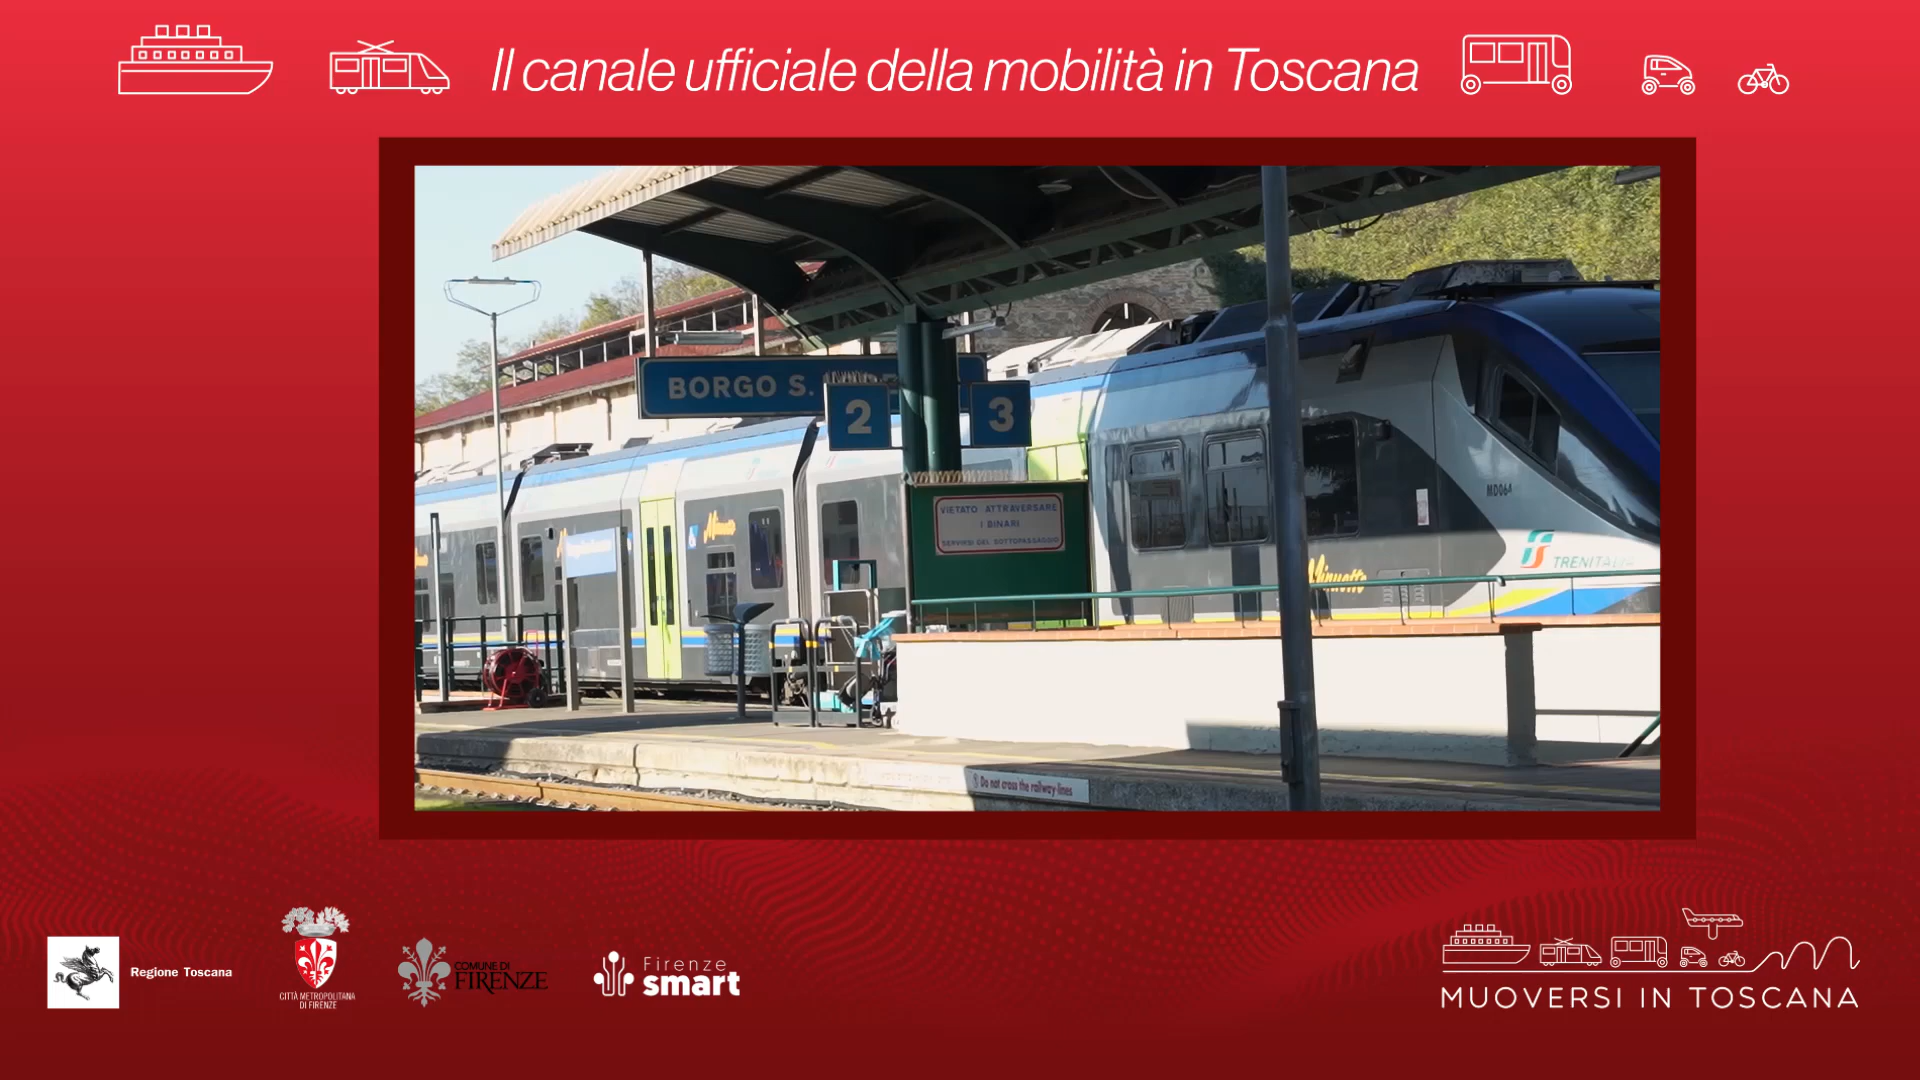 Il canale ufficiale della mobilità in Toscana
BORGO S.
2
3
VIETATO ATTRAVERSARE
I BINARI
SERVIRSI DEL SOTTOPASSAGGIO
Minuetto
MD064
TRENITALIA
Minuetto
Do not cross the railway lines
Regione Toscana
CITTÀ METROPOLITANA
DI FIRENZE
COMUNE DI
FIRENZE
Firenze
smart
MUOVERSI IN TOSCANA